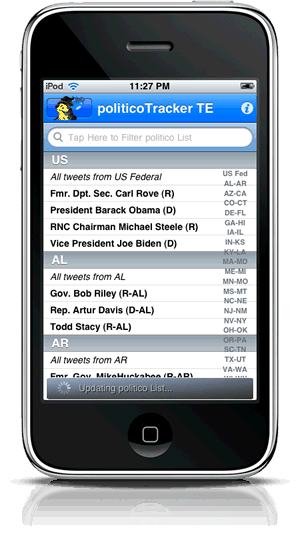 iPod 11:27 PM
politicoTracker TE
Tap Here to Filter politico List
US
All tweets from US Federal
Fmr. Dpt. Sec. Carl Rove (R)
President Barack Obama (D)
RNC Chairman Michael Steele (R)
Vice President Joe Biden (D)
AL
All tweets from AL
Gov. Bob Riley (R-AL)
Rep. Artur Davis (D-AL)
Todd Stacy (R-AL)
AR
All tweets from AR
Fmr. Gov. MikeHuckabee (R-AR)
US Fed
AL-AR
AZ-CA
CO-CT
DE-FL
GA-HI
IA-IL
IN-KS
KY-LA
MA-MD
ME-MI
MN-MO
MS-MT
NC-NE
NJ-NM
NV-NY
OH-OK
OR-PA
SC-TN
TX-UT
VA-WA
Updating politico List...